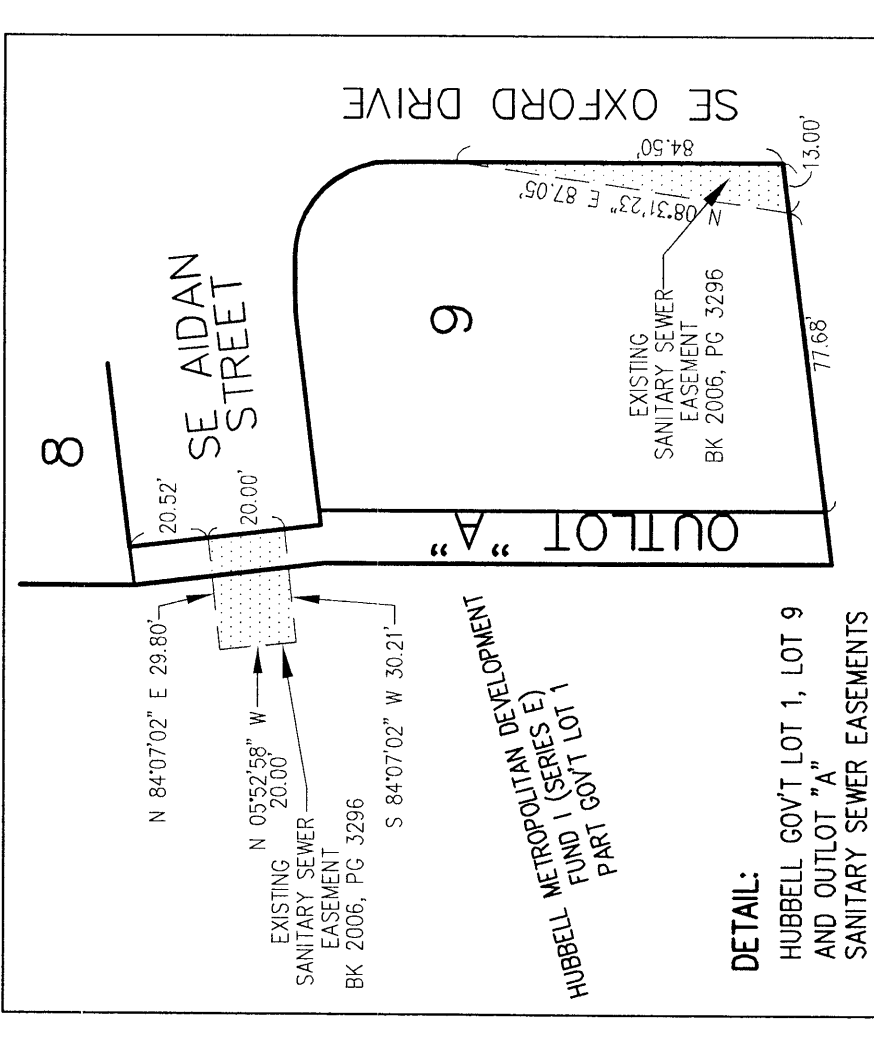 8
SE AIDAN
STREET
SE OXFORD DRIVE
20.52'
20.00'
N 84°07'02" E 29.80'
N 05°52'58" W
20.00'
EXISTING
SANITARY SEWER
EASEMENT
BK 2006, PG 3296
S 84°07'02" W 30.21'
9
84.50'
N 08°31'23" E 87.05'
13.00'
EXISTING
SANITARY SEWER
EASEMENT
BK 2006, PG 3296
77.68'
OUTLOT "A"
HUBBELL METROPOLITAN DEVELOPMENT
FUND I (SERIES E)
PART GOV'T LOT 1
DETAIL:
HUBBELL GOV'T LOT 1, LOT 9
AND OUTLOT "A"
SANITARY SEWER EASEMENTS